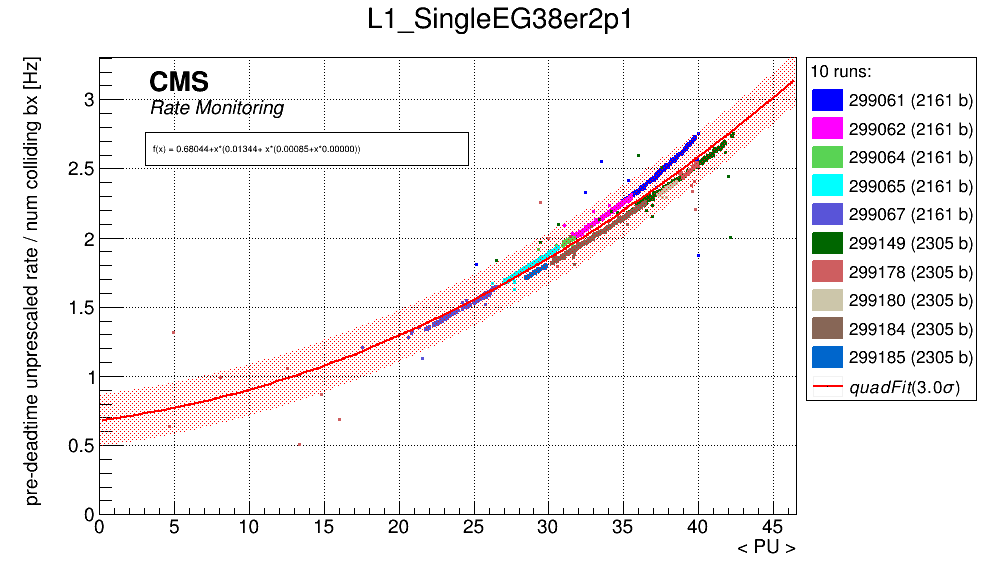 L1_SingleEG38er2p1
pre-deadtime unprescaled rate / num colliding bx [Hz]
CMS
Rate Monitoring
f(x) = 0.68044+x*(0.01344+ x*(0.00085+x*0.00000))
3
2.5
2
1.5
1
0.5
0
0 5 10 15 20 25 30 35 40 45
< PU >
10 runs:
299061 (2161 b)
299062 (2161 b)
299064 (2161 b)
299065 (2161 b)
299067 (2161 b)
299149 (2305 b)
299178 (2305 b)
299180 (2305 b)
299184 (2305 b)
299185 (2305 b)
quadFit(3.0σ)